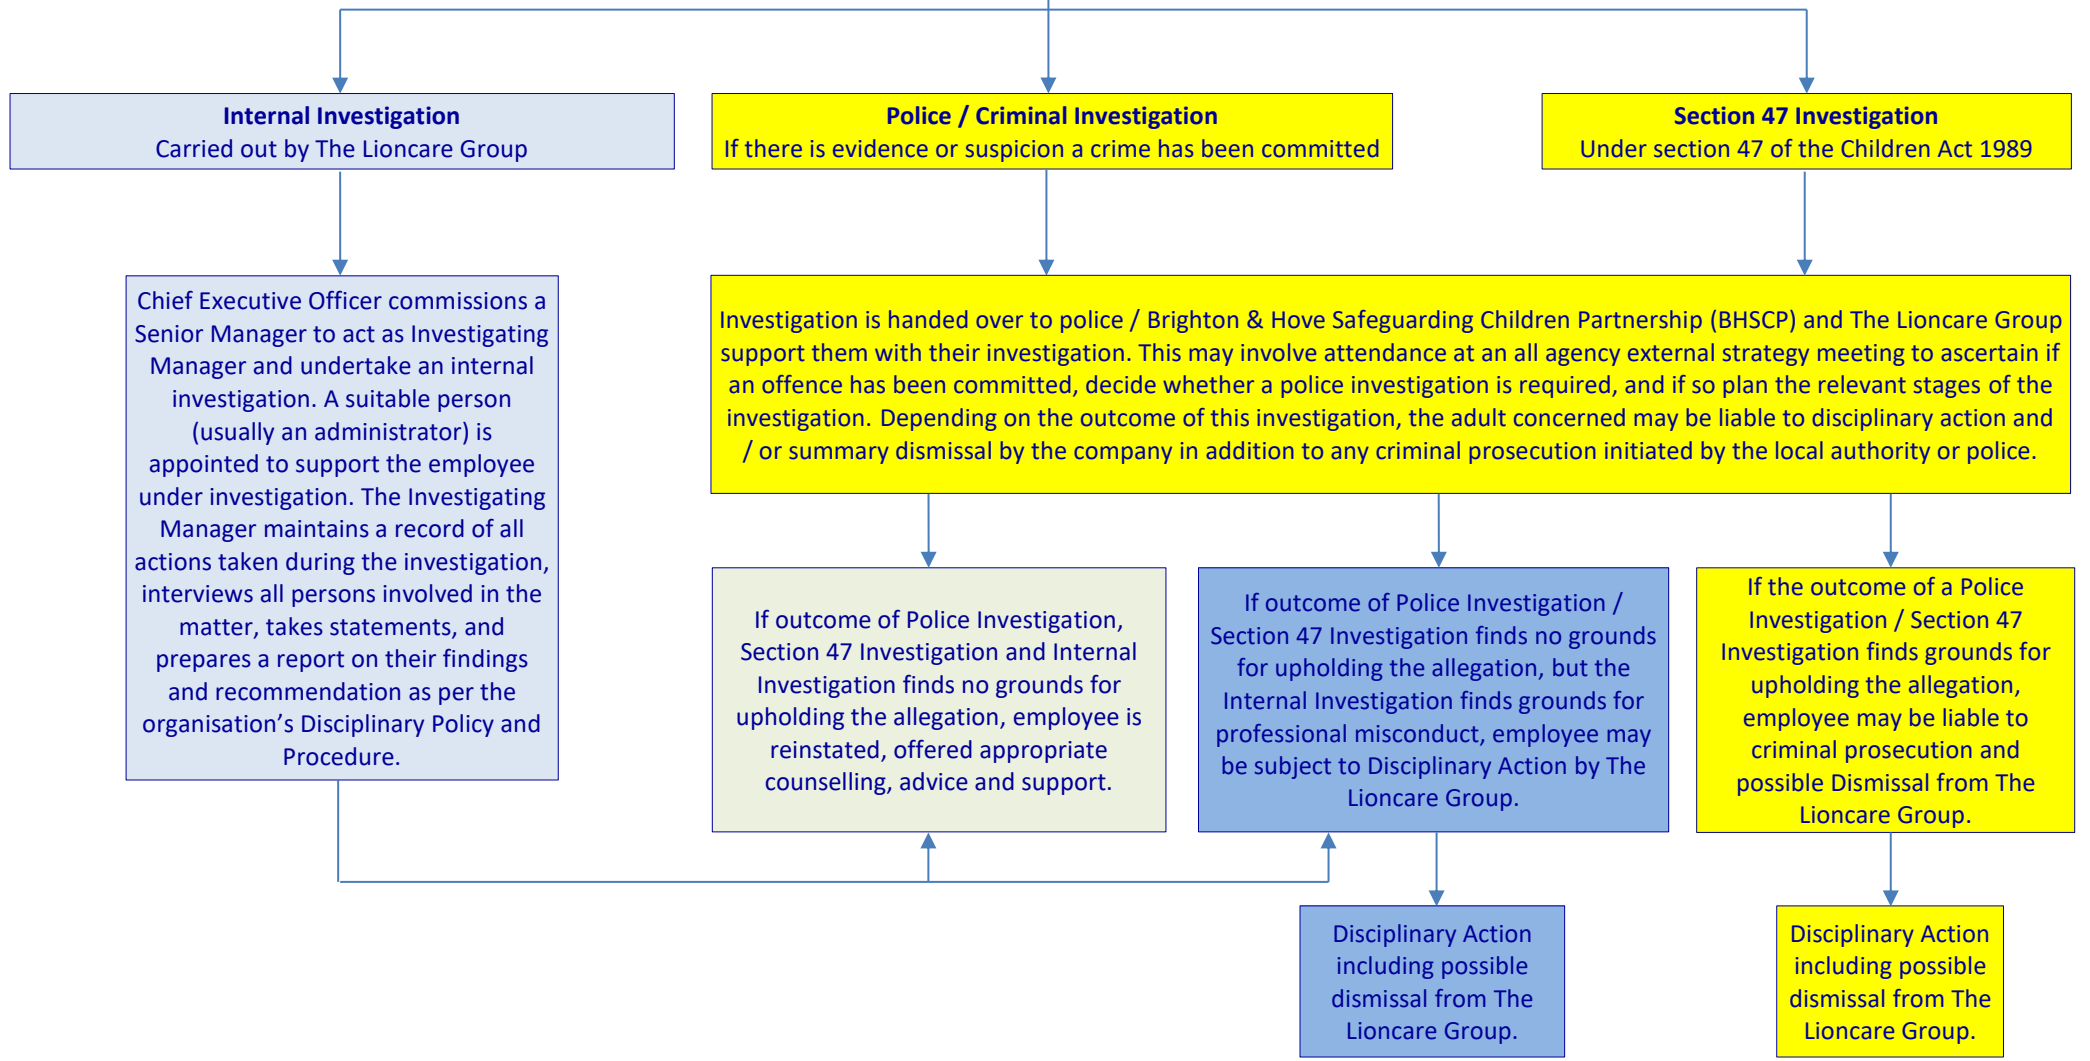 Internal Investigation
Carried out by The Lioncare Group
Police / Criminal Investigation
If there is evidence or suspicion a crime has been committed
Section 47 Investigation
Under section 47 of the Children Act 1989
Chief Executive Officer commissions a
Senior Manager to act as Investigating
Manager and undertake an internal
investigation. A suitable person
(usually an administrator) is
appointed to support the employee
under investigation. The Investigating
Manager maintains a record of all
actions taken during the investigation,
interviews all persons involved in the
matter, takes statements, and
prepares a report on their findings
and recommendation as per the
organisation’s Disciplinary Policy and
Procedure.
Investigation is handed over to police / Brighton & Hove Safeguarding Children Partnership (BHSCP) and The Lioncare Group
support them with their investigation. This may involve attendance at an all agency external strategy meeting to ascertain if
an offence has been committed, decide whether a police investigation is required, and if so plan the relevant stages of the
investigation. Depending on the outcome of this investigation, the adult concerned may be liable to disciplinary action and
/ or summary dismissal by the company in addition to any criminal prosecution initiated by the local authority or police.
If outcome of Police Investigation,
Section 47 Investigation and Internal
Investigation finds no grounds for
upholding the allegation, employee is
reinstated, offered appropriate
counselling, advice and support.
If outcome of Police Investigation /
Section 47 Investigation finds no grounds
for upholding the allegation, but the
Internal Investigation finds grounds for
professional misconduct, employee may
be subject to Disciplinary Action by The
Lioncare Group.
If the outcome of a Police
Investigation / Section 47
Investigation finds grounds for
upholding the allegation,
employee may be liable to
criminal prosecution and
possible Dismissal from The
Lioncare Group.
Disciplinary Action
including possible
dismissal from The
Lioncare Group.
Disciplinary Action
including possible
dismissal from The
Lioncare Group.